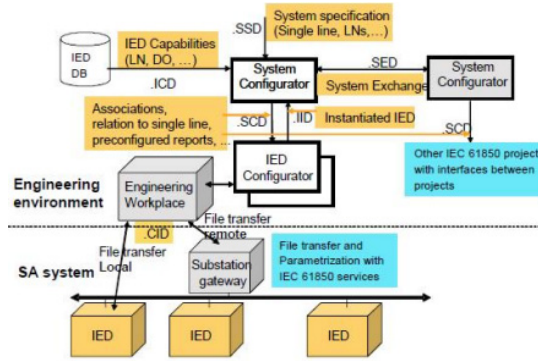 System specification
(Single line, LNs,...)
.SSD
IED
DB
IED Capabilities
(LN, DO, ...)
.ICD
System
Configurator
.SED
System Exchange
System
Configurator
Associations,
relation to single line,
preconfigured reports, ...
.SCD
.IID
Instantiated IED
.SCD
IED
Configurator
Other IEC 61850 project
with interfaces between
projects
Engineering
environment
Engineering
Workplace
.CID
File transfer
Local
File transfer
remote
SA system
Substation
gateway
File transfer and
Parametrization with
IEC 61850 services
IED
IED
IED